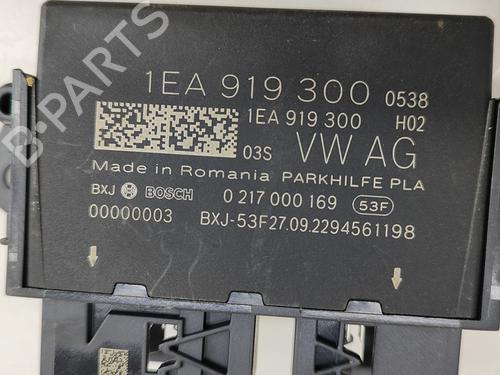 1EA 919 300 0538
1EA 919 300 H02
03S VW AG
Made in Romania PARKHILFE PLA
BXJ BOSCH 0 217 000 169 53F
00000003 BXJ-53F27.09.2294561198
B-PARTS